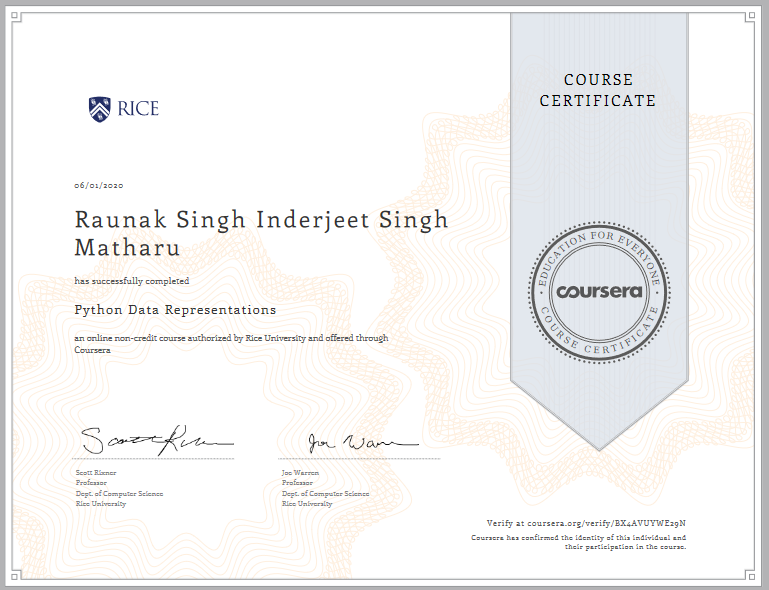 RICE
COURSE
CERTIFICATE
06/01/2020
Raunak Singh Inderjeet Singh
Matharu
has successfully completed
Python Data Representations
an online non-credit course authorized by Rice University and offered through
Coursera
EDUCATION FOR EVERYONE
coursera
COURSE CERTIFICATE
Scott Rixner
Professor
Dept. of Computer Science
Rice University
Joe Warren
Professor
Dept. of Computer Science
Rice University
Verify at coursera.org/verify/BX4AVUYWE29N
Coursera has confirmed the identity of this individual and
their participation in the course.